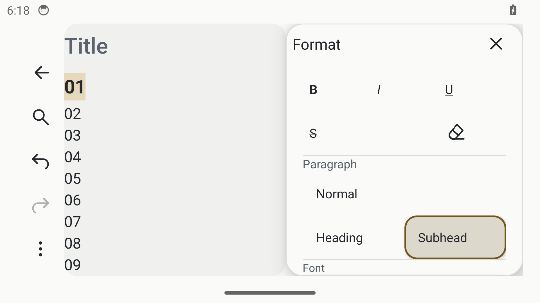 6:18
Title
01
02
03
04
05
06
07
08
09
Format
B I U
S
Paragraph
Normal
Heading Subhead
Font